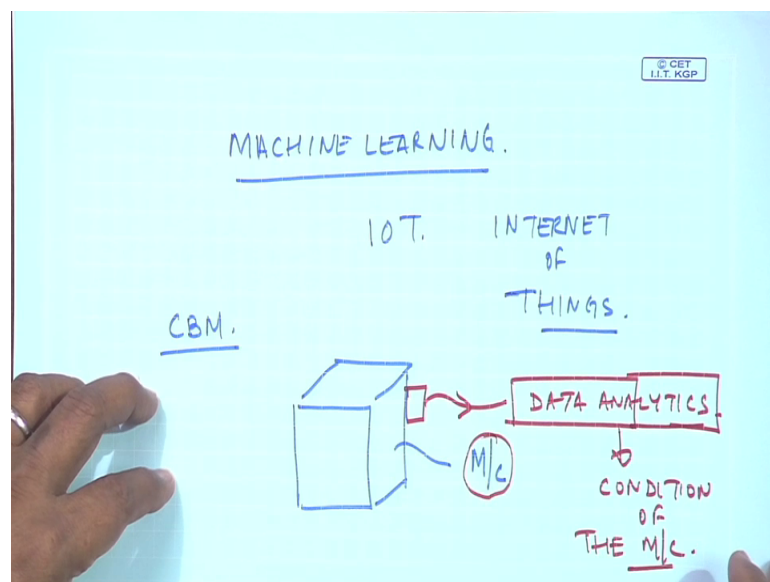 © CET
I.I.T. KGP
MACHINE LEARNING.
IOT. INTERNET
OF
THINGS.
CBM.
DATA ANALYTICS
M/C
CONDITION
OF
THE M/C.